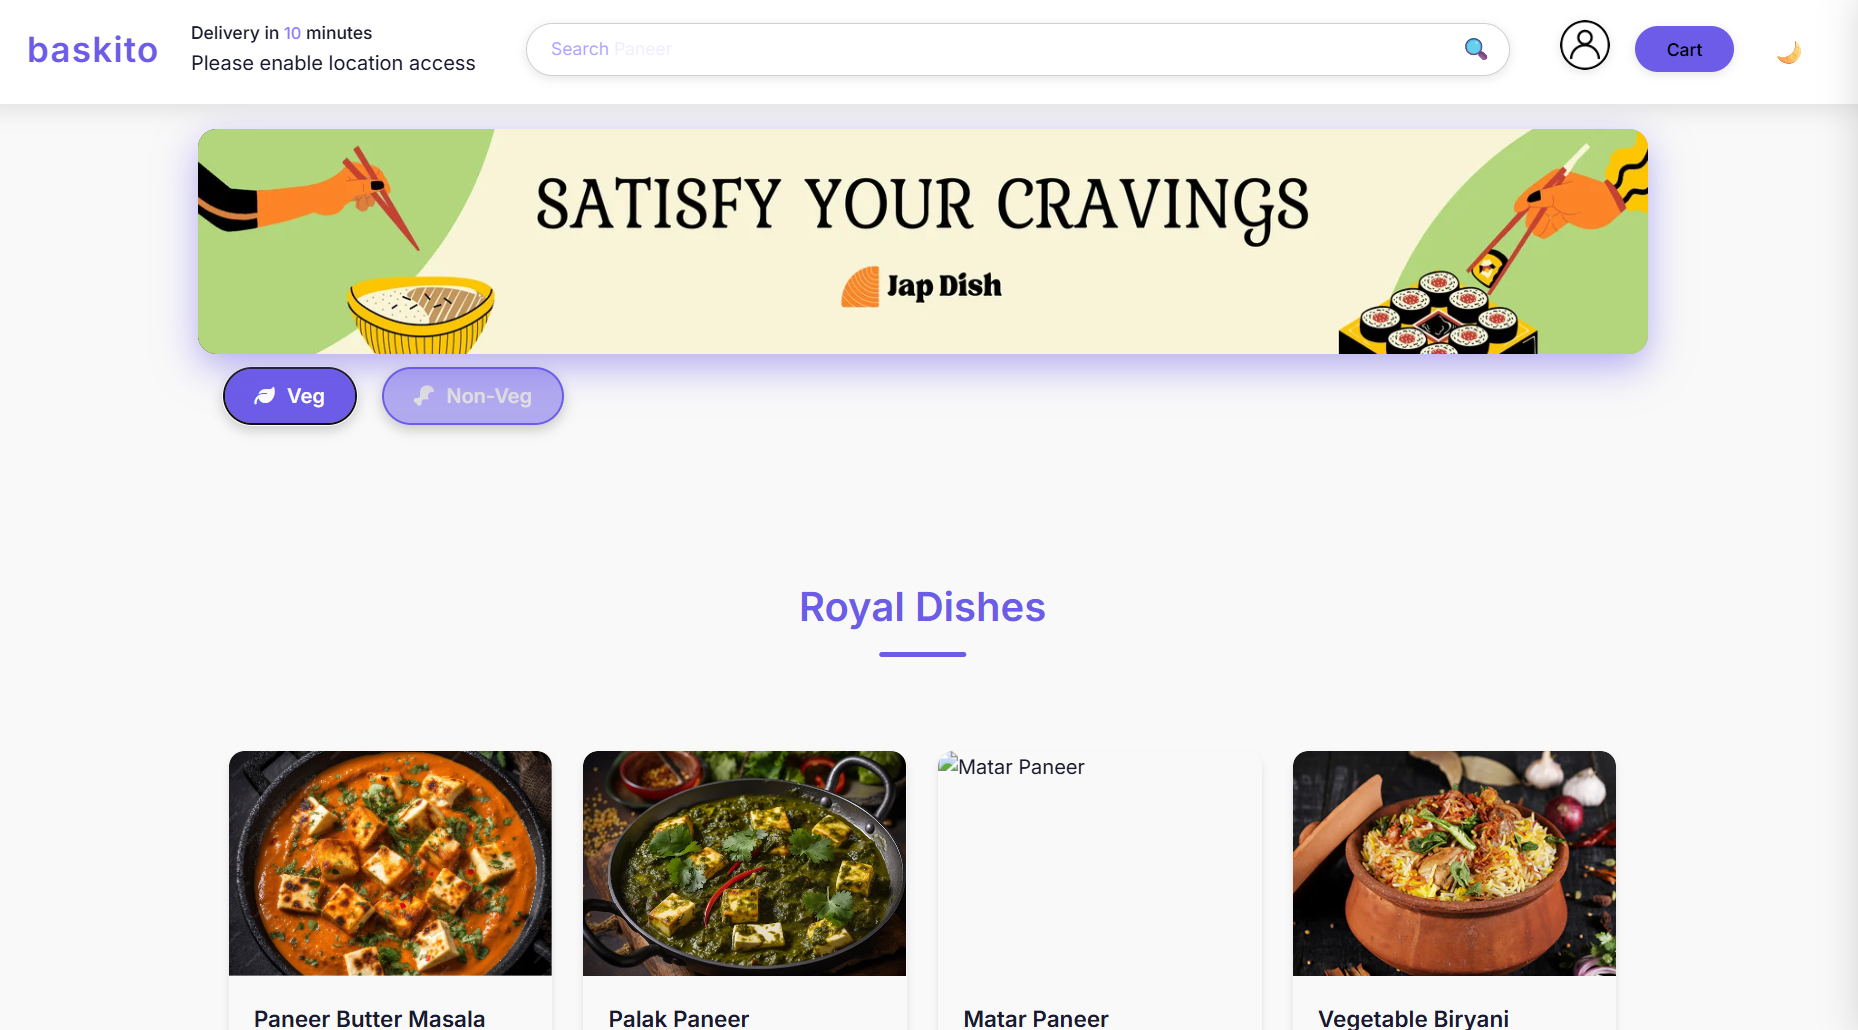 baskito
Delivery in 10 minutes
Please enable location access
Search Paneer
Cart
SATISFY YOUR CRAVINGS
Jap Dish
Veg
Non-Veg
Royal Dishes
Matar Paneer
Paneer Butter Masala
Palak Paneer
Matar Paneer
Vegetable Biryani